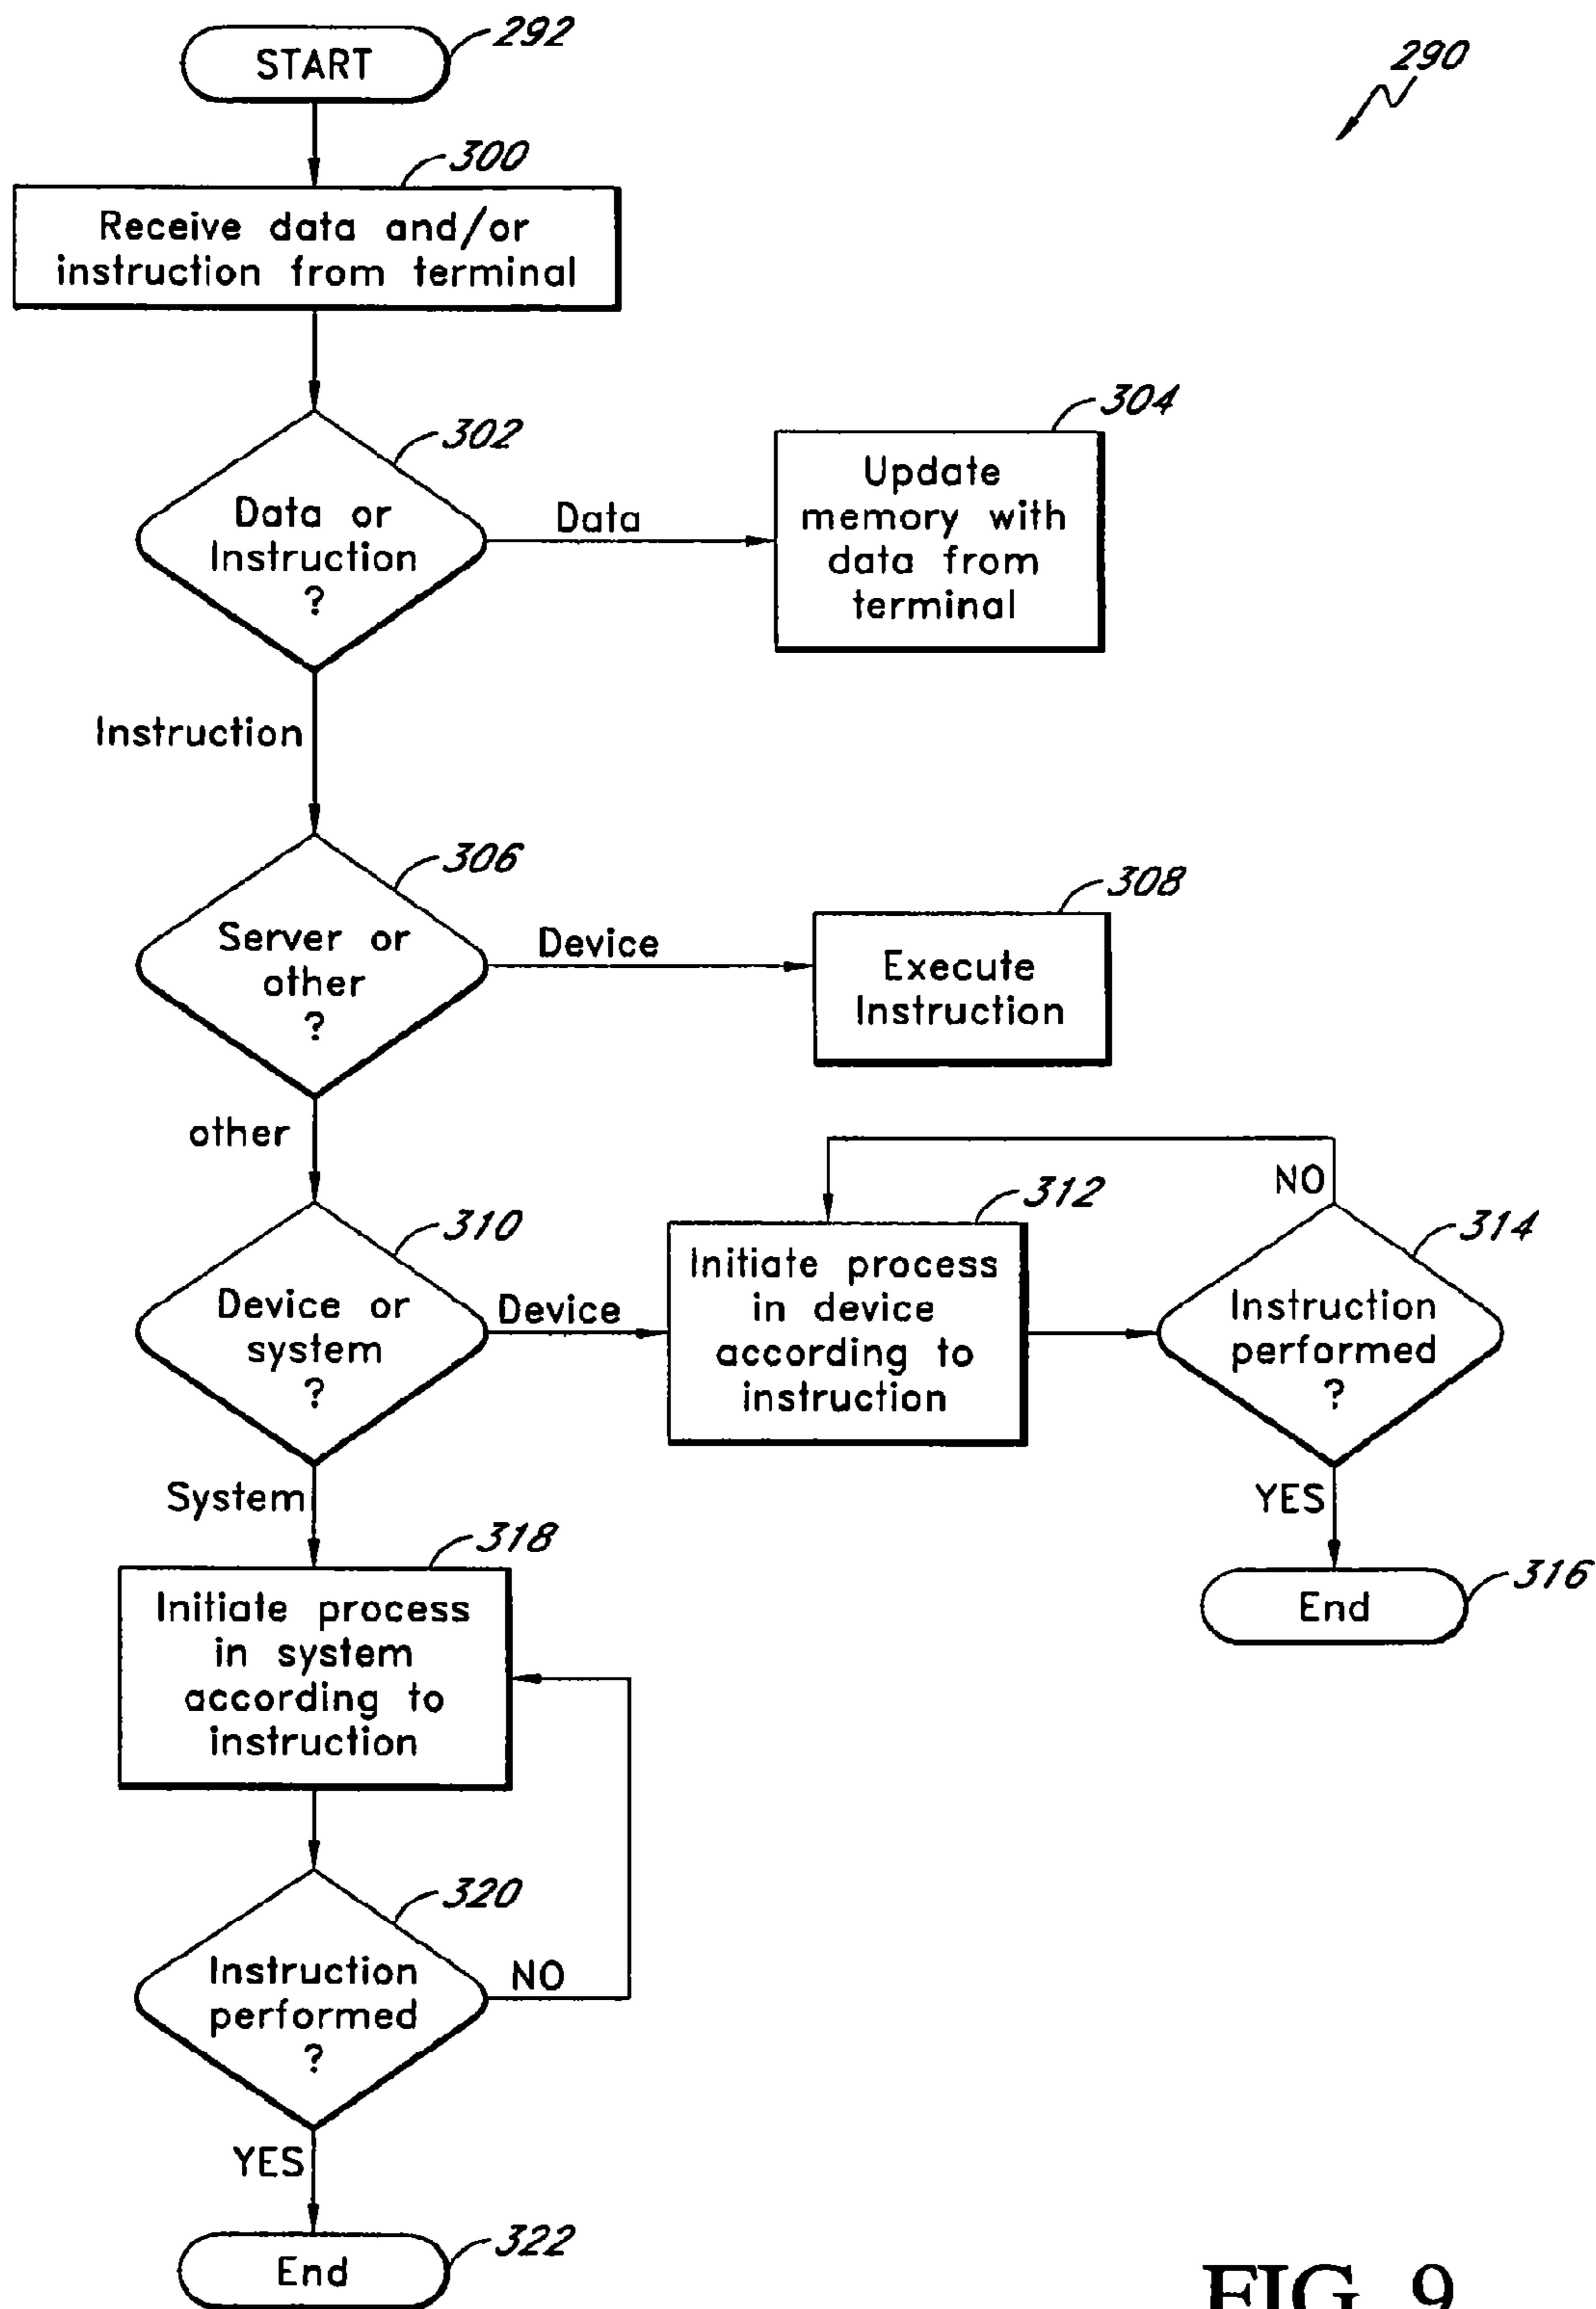 START
292
290
300
Receive data and/or
instruction from terminal
302
Data or
Instruction
?
Data
304
Update
memory with
data from
terminal
Instruction
306
Server or
other
?
Device
308
Execute
Instruction
other
310
Device or
system
?
Device
312
Initiate process
in device
according to
instruction
NO
314
Instruction
performed
?
YES
316
End
System
318
Initiate process
in system
according to
instruction
320
Instruction
performed
?
NO
YES
322
End
FIG. 9